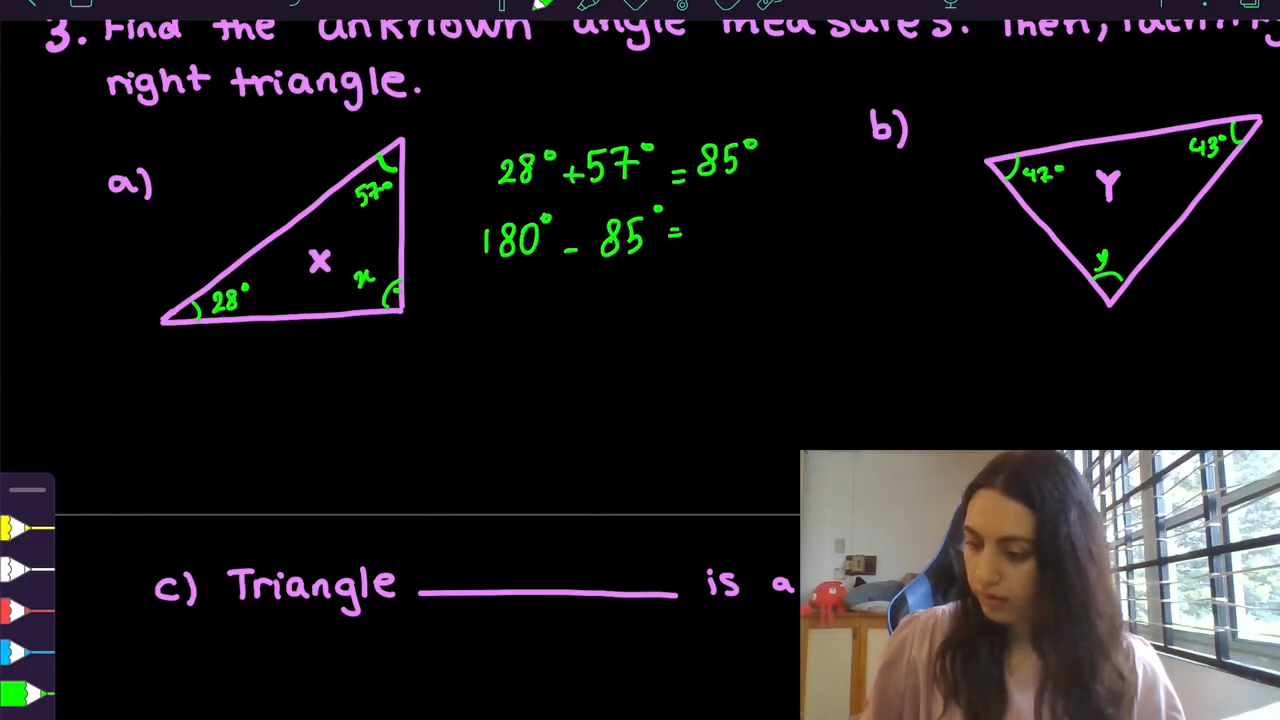 3. Find the unknown angle measures. Then,
right triangle.
a)
57°
x
X
28°
28° + 57° = 85°
180° - 85° =
b)
42°
43°
Y
y
c) Triangle ____________ is a